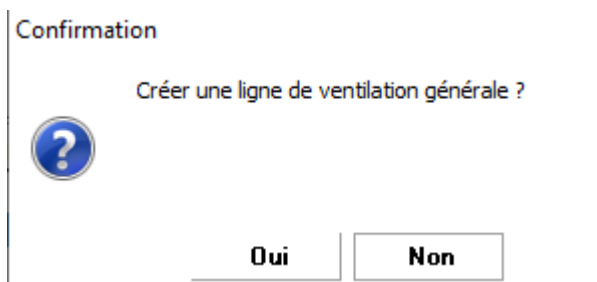 Confirmation
Créer une ligne de ventilation générale ?
Oui
Non